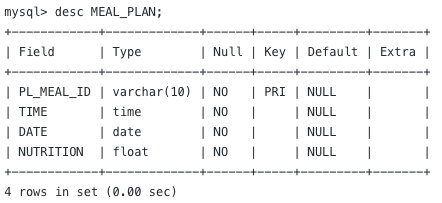 mysql> desc MEAL_PLAN;
+------------+-------------+------+-----+---------+-------+
| Field | Type | Null | Key | Default | Extra |
+------------+-------------+------+-----+---------+-------+
| PL_MEAL_ID | varchar(10) | NO | PRI | NULL | |
| TIME | time | NO | | NULL | |
| DATE | date | NO | | NULL | |
| NUTRITION | float | NO | | NULL | |
+------------+-------------+------+-----+---------+-------+
4 rows in set (0.00 sec)